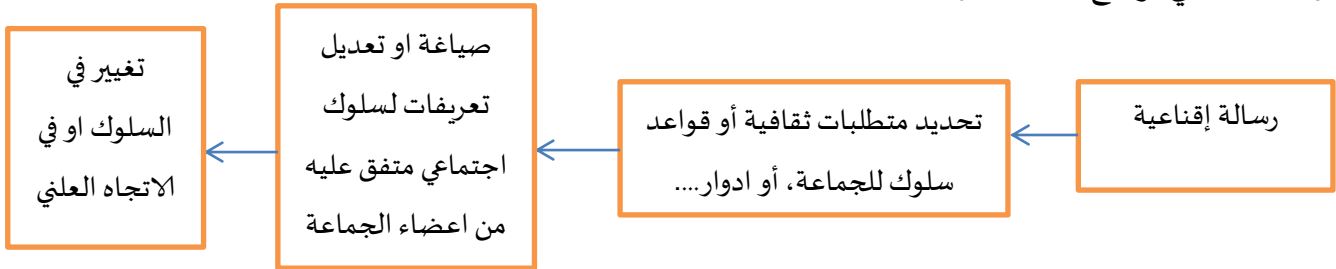 رسالة إقناعية
تحديد متطلبات ثقافية أو قواعد
سلوك للجماعة، أو ادوار....
صياغة او تعديل
تعريفات لسلوك
اجتماعي متفق عليه
من اعضاء الجماعة
تغيير في
السلوك او في
الاتجاه العلني